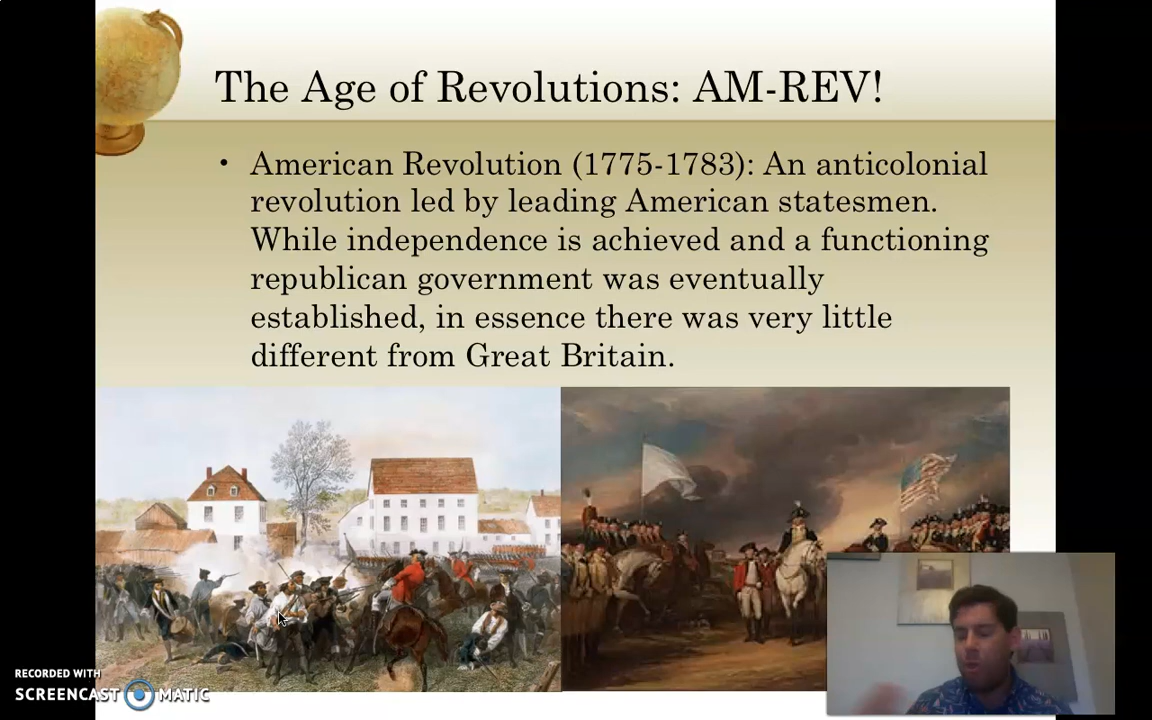 The Age of Revolutions: AM-REV!
• American Revolution (1775-1783): An anticolonial
revolution led by leading American statesmen.
While independence is achieved and a functioning
republican government was eventually
established, in essence there was very little
different from Great Britain.
RECORDED WITH
SCREENCAST MATIC